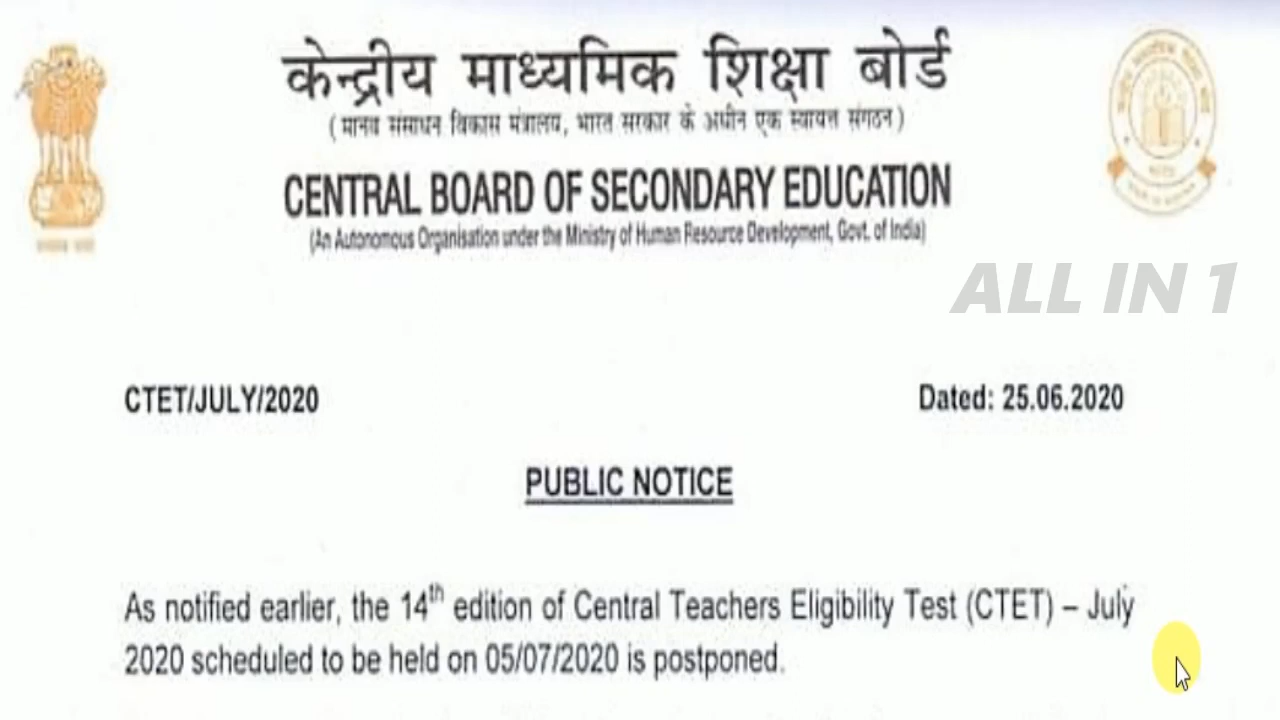 केन्द्रीय माध्यमिक शिक्षा बोर्ड
(मानव संसाधन विकास मंत्रालय, भारत सरकार के अधीन एक स्वायत्त संगठन)
CENTRAL BOARD OF SECONDARY EDUCATION
(An Autonomous Organisation under the Ministry of Human Resource Development, Govt. of India)
ALL IN 1
CTET/JULY/2020 Dated: 25.06.2020
PUBLIC NOTICE
As notified earlier, the 14th edition of Central Teachers Eligibility Test (CTET) – July
2020 scheduled to be held on 05/07/2020 is postponed.